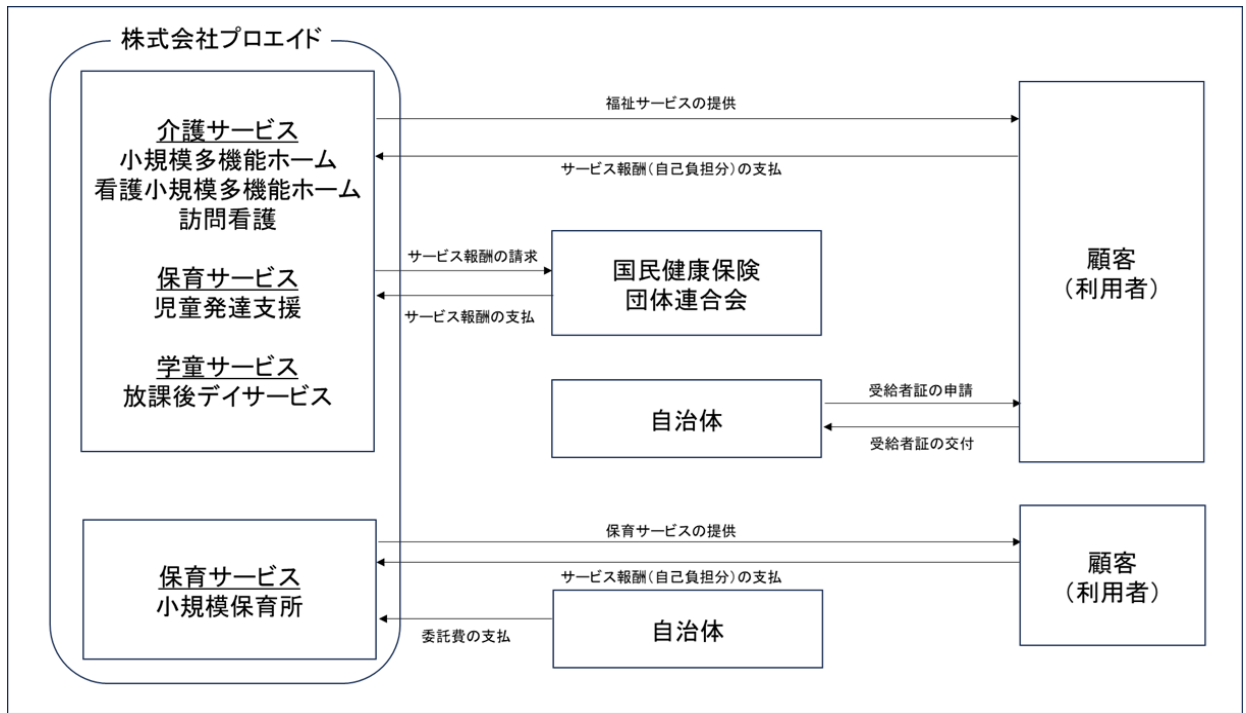 株式会社プロエイド
介護サービス
小規模多機能ホーム
看護小規模多機能ホーム
訪問看護
保育サービス
児童発達支援
学童サービス
放課後デイサービス
福祉サービスの提供
サービス報酬(自己負担分)の支払
サービス報酬の請求
サービス報酬の支払
国民健康保険
団体連合会
顧客
(利用者)
自治体
受給者証の申請
受給者証の交付
保育サービス
小規模保育所
保育サービスの提供
サービス報酬(自己負担分)の支払
委託費の支払
自治体
顧客
(利用者)